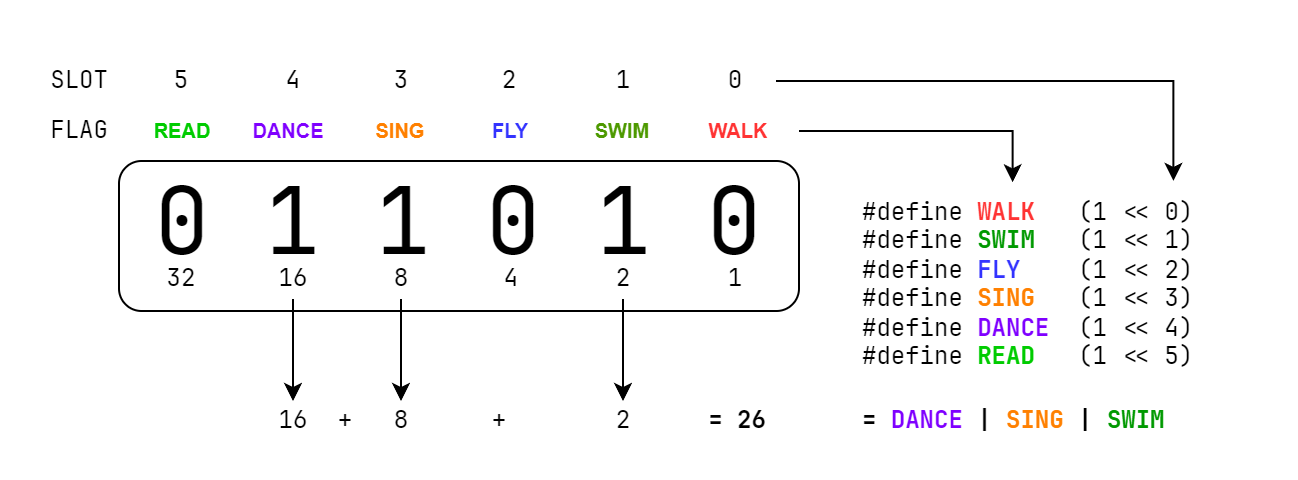 SLOT 5 4 3 2 1 0
FLAG READ DANCE SING FLY SWIM WALK
0 1 1 0 1 0
32 16 8 4 2 1
#define WALK (1 << 0)
#define SWIM (1 << 1)
#define FLY (1 << 2)
#define SING (1 << 3)
#define DANCE (1 << 4)
#define READ (1 << 5)
16 + 8 + 2 = 26 = DANCE | SING | SWIM